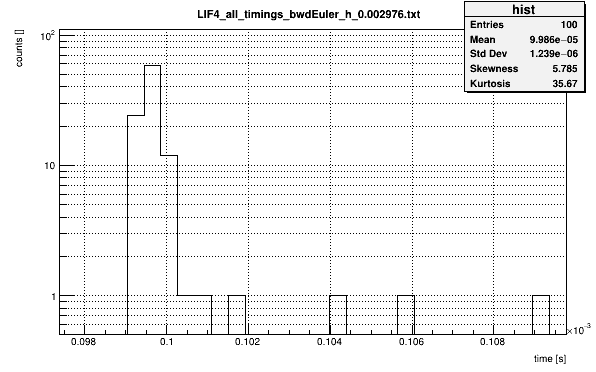 LIF4_all_timings_bwdEuler_h_0.002976.txt
hist
Entries 100
Mean 9.986e−05
Std Dev 1.239e−06
Skewness 5.785
Kurtosis 35.67
counts []
10²
10
1
0.098 0.1 0.102 0.104 0.106 0.108
×10⁻³
time [s]